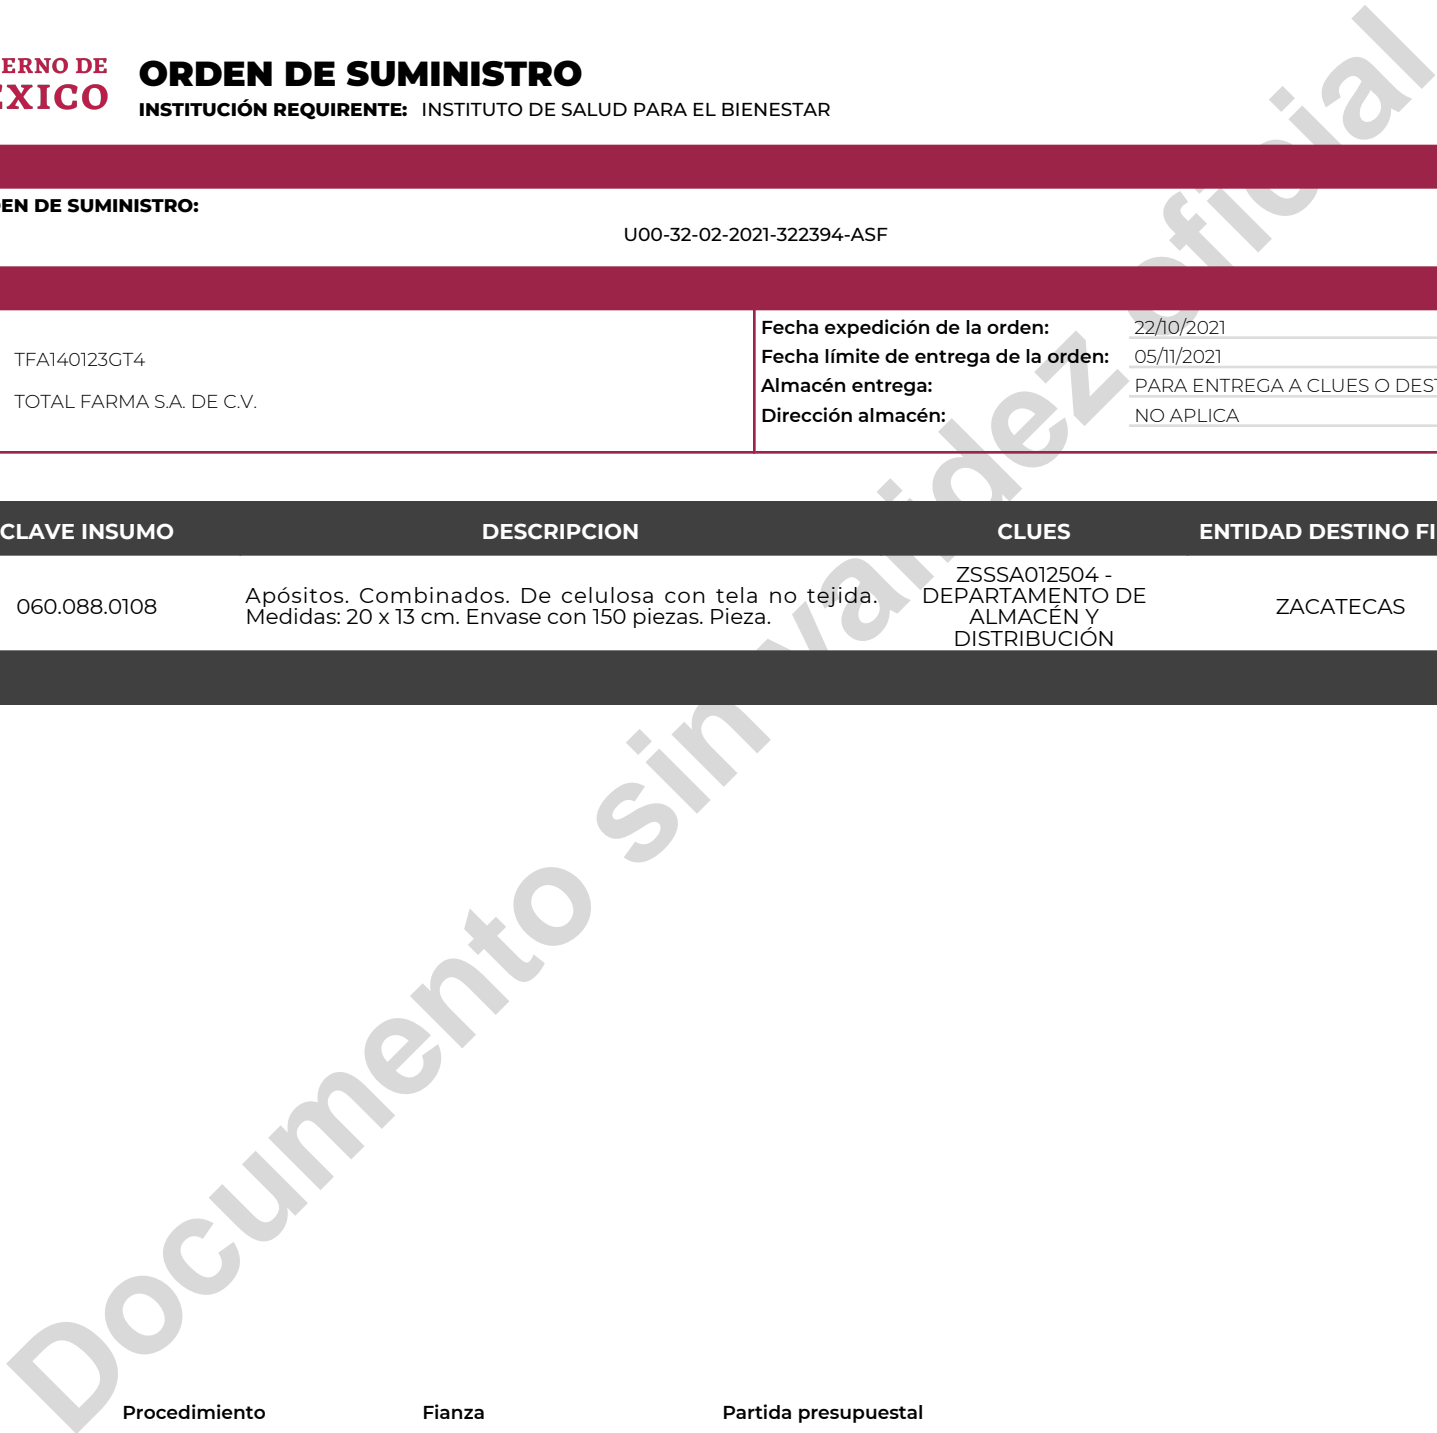 ERNO DE
EXICO
ORDEN DE SUMINISTRO
INSTITUCIÓN REQUIRENTE: INSTITUTO DE SALUD PARA EL BIENESTAR
EN DE SUMINISTRO:
U00-32-02-2021-322394-ASF
TFA140123GT4
TOTAL FARMA S.A. DE C.V.
Fecha expedición de la orden: 22/10/2021
Fecha límite de entrega de la orden: 05/11/2021
Almacén entrega: PARA ENTREGA A CLUES O DEST
Dirección almacén: NO APLICA
CLAVE INSUMO DESCRIPCION CLUES ENTIDAD DESTINO FI
060.088.0108
Apósitos. Combinados. De celulosa con tela no tejida.
Medidas: 20 x 13 cm. Envase con 150 piezas. Pieza.
ZSSSA012504 -
DEPARTAMENTO DE
ALMACÉN Y
DISTRIBUCIÓN
ZACATECAS
Documento sin validez oficial
Procedimiento Fianza Partida presupuestal